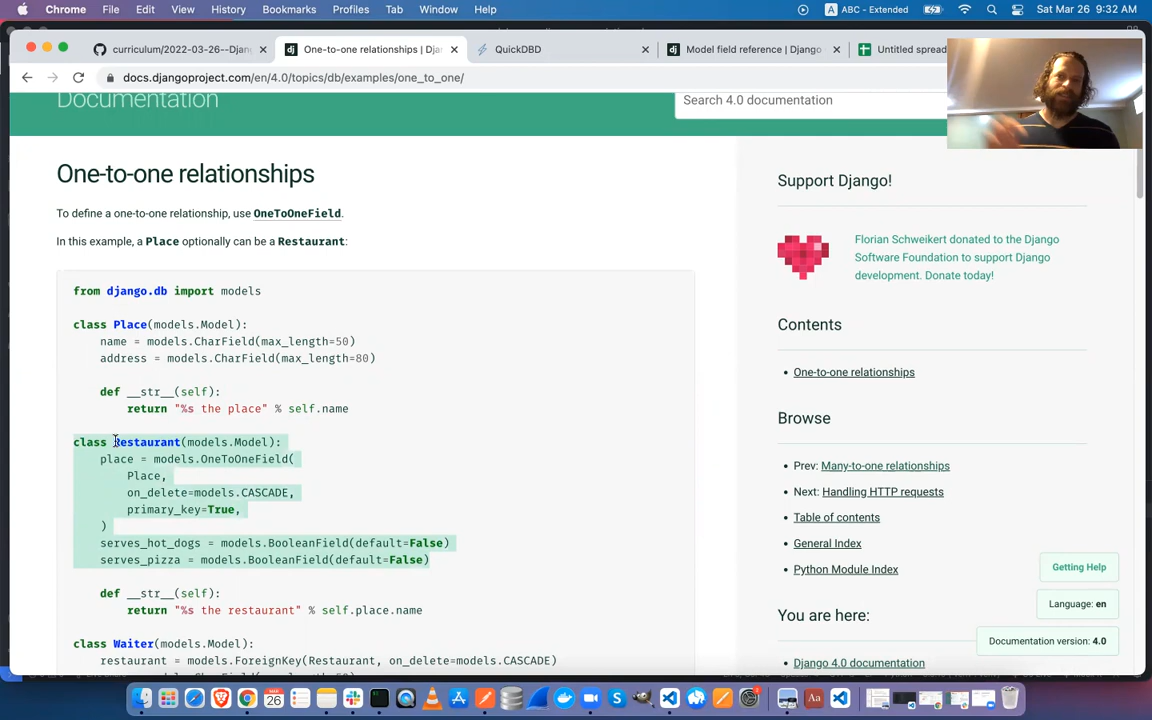 Chrome File Edit View History Bookmarks Profiles Tab Window Help
A ABC - Extended
Sat Mar 26 9:32 AM
curriculum/2022-03-26--Djan
One-to-one relationships | Djan
QuickDBD
Model field reference | Django
Untitled spread
docs.djangoproject.com/en/4.0/topics/db/examples/one_to_one/
Documentation
Search 4.0 documentation
One-to-one relationships
To define a one-to-one relationship, use OneToOneField.
In this example, a Place optionally can be a Restaurant:
from django.db import models
class Place(models.Model):
name = models.CharField(max_length=50)
address = models.CharField(max_length=80)
def __str__(self):
return "%s the place" % self.name
class Restaurant(models.Model):
place = models.OneToOneField(
Place,
on_delete=models.CASCADE,
primary_key=True,
)
serves_hot_dogs = models.BooleanField(default=False)
serves_pizza = models.BooleanField(default=False)
def __str__(self):
return "%s the restaurant" % self.place.name
class Waiter(models.Model):
restaurant = models.ForeignKey(Restaurant, on_delete=models.CASCADE)
Support Django!
Florian Schweikert donated to the Django
Software Foundation to support Django
development. Donate today!
Contents
One-to-one relationships
Browse
Prev: Many-to-one relationships
Next: Handling HTTP requests
Table of contents
General Index
Python Module Index
You are here:
Django 4.0 documentation
Getting Help
Language: en
Documentation version: 4.0